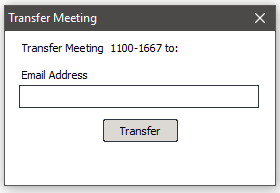 Transfer Meeting
Transfer Meeting 1100-1667 to:
Email Address
Transfer